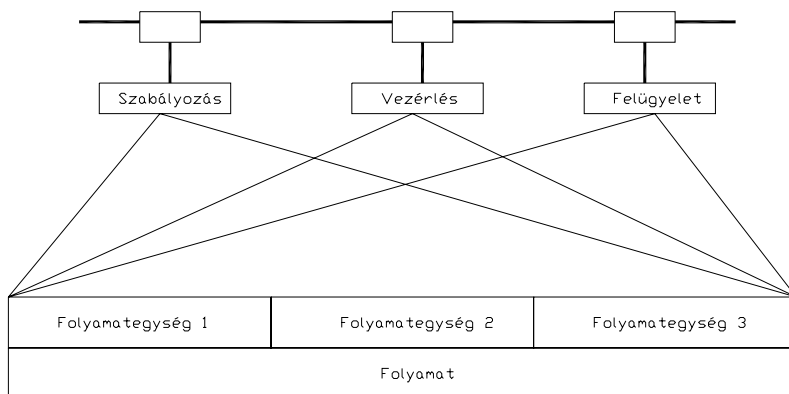 Szabályozás
Vezérlés
Felügyelet
Folyamategység 1
Folyamategység 2
Folyamategység 3
Folyamat